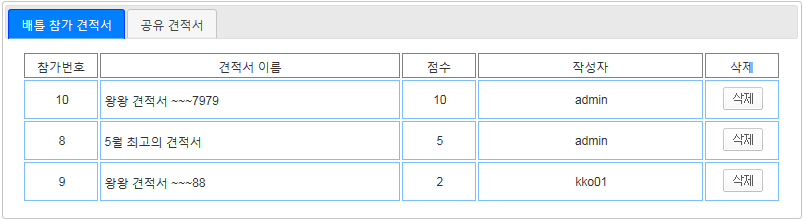 배틀 참가 견적서 공유 견적서
참가번호 견적서 이름 점수 작성자 삭제
10 왕왕 견적서 ~~~7979 10 admin 삭제
8 5월 최고의 견적서 5 admin 삭제
9 왕왕 견적서 ~~~88 2 kko01 삭제